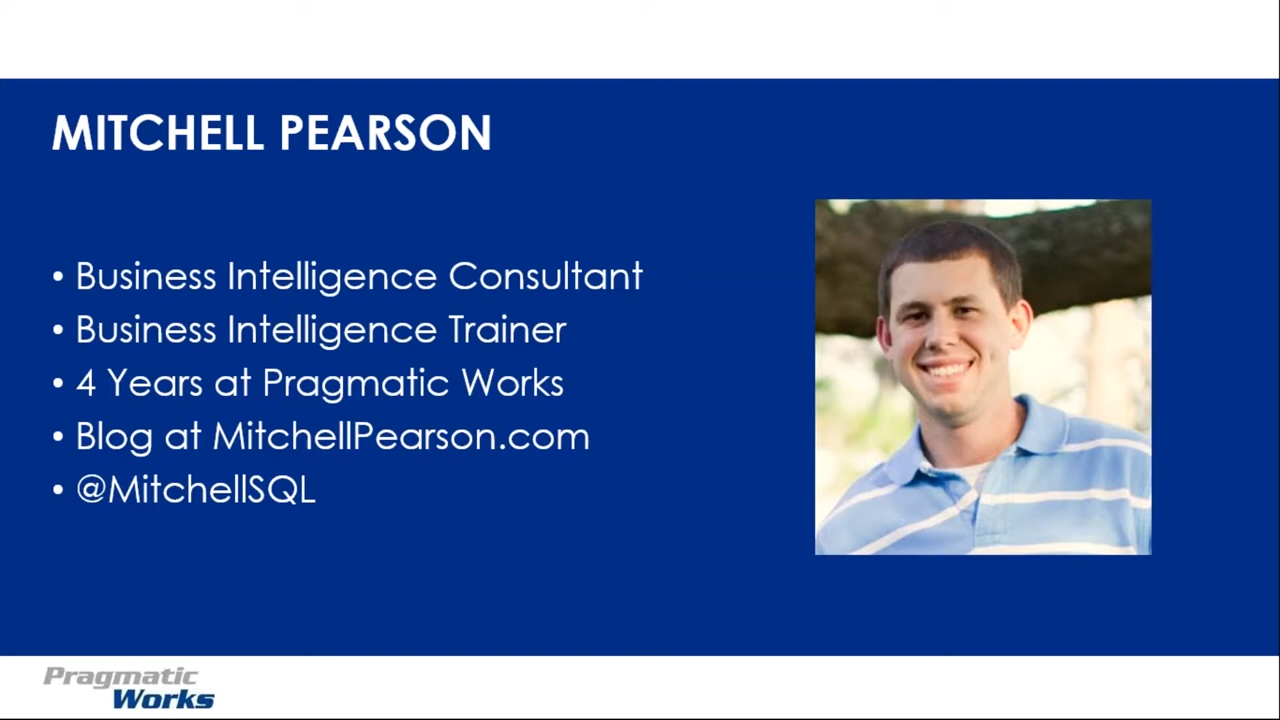 MITCHELL PEARSON
• Business Intelligence Consultant
• Business Intelligence Trainer
• 4 Years at Pragmatic Works
• Blog at MitchellPearson.com
• @MitchellSQL
Pragmatic
Works